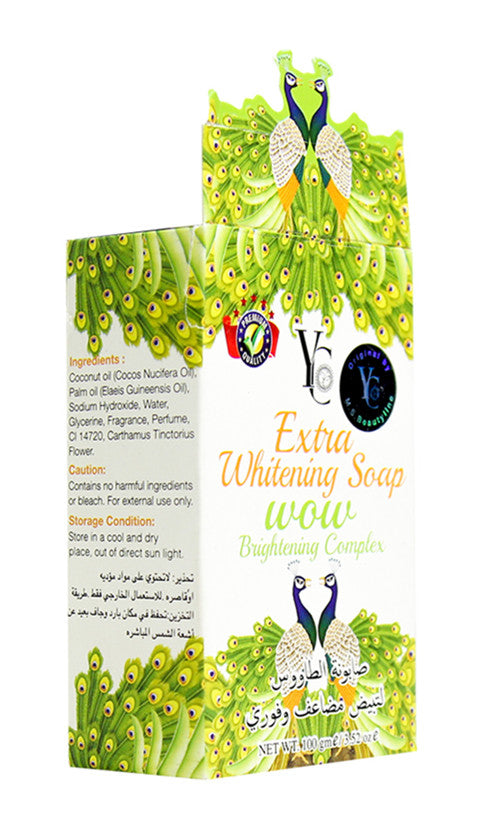 Ingredients :
Coconut oil (Cocos Nucifera Oil),
Palm oil (Elaeis Guineensis Oil),
Sodium Hydroxide, Water,
Glycerine, Fragrance, Perfume,
CI 14720, Carthamus Tinctorius
Flower.
Caution:
Contains no harmful ingredients
or bleach. For external use only.
Storage Condition:
Store in a cool and dry
place, out of direct sun light.
تحذير: لاتحتوي على مواد مؤذيه
أوقاصره .للإستعمال الخارجي فقط .طريقة
التخزين:تحفظ في مكان بارد وجاف بعيد عن
أشعة الشمس المباشره
PREMIUM
QUALITY
YC
Original by
YC
M.S Beautyline
Extra
Whitening Soap
wow
Brightening Complex
صابونة الطاووس
لتبيض مضاعف وفوري
NET WT. 100 gm℮/3.52 oz℮